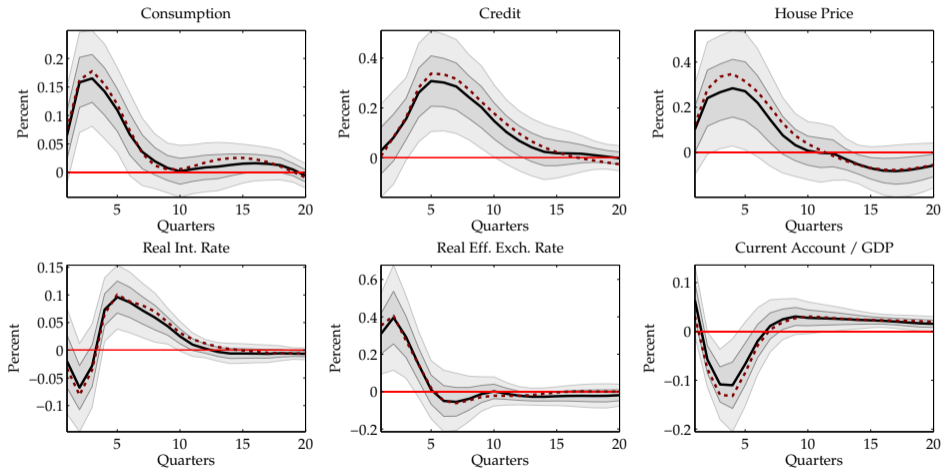 Consumption
Percent
0.2
0.15
0.1
0.05
0
5
10
15
20
Quarters
Credit
Percent
0.4
0.2
0
5
10
15
20
Quarters
House Price
Percent
0.4
0.2
0
5
10
15
20
Quarters
Real Int. Rate
Percent
0.15
0.1
0.05
0
−0.05
−0.1
5
10
15
20
Quarters
Real Eff. Exch. Rate
Percent
0.6
0.4
0.2
0
−0.2
5
10
15
20
Quarters
Current Account / GDP
Percent
0.1
0
−0.1
−0.2
5
10
15
20
Quarters